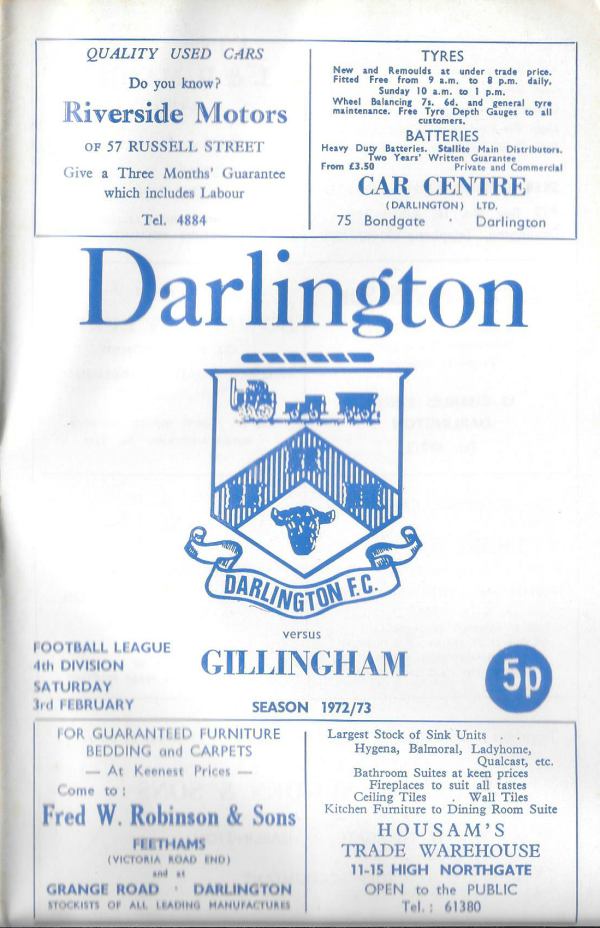 QUALITY USED CARS
Do you know?
Riverside Motors
OF 57 RUSSELL STREET
Give a Three Months' Guarantee
which includes Labour
Tel. 4884
TYRES
New and Remoulds at under trade price.
Fitted Free from 9 a.m. to 8 p.m. daily.
Sunday 10 a.m. to 1 p.m.
Wheel Balancing 7s. 6d. and general tyre
maintenance. Free Tyre Depth Gauges to all
customers.
BATTERIES
Heavy Duty Batteries. Stallite Main Distributors.
Two Years' Written Guarantee
From £3.50 Private and Commercial
CAR CENTRE
(DARLINGTON) LTD.
75 Bondgate · Darlington
Darlington
DARLINGTON F.C.
versus
GILLINGHAM
FOOTBALL LEAGUE
4th DIVISION
SATURDAY
3rd FEBRUARY
SEASON 1972/73
5p
FOR GUARANTEED FURNITURE
BEDDING and CARPETS
— At Keenest Prices —
Come to :
Fred W. Robinson & Sons
FEETHAMS
(VICTORIA ROAD END)
and at
GRANGE ROAD · DARLINGTON
STOCKISTS OF ALL LEADING MANUFACTURES
Largest Stock of Sink Units . .
Hygena, Balmoral, Ladyhome,
Qualcast, etc.
Bathroom Suites at keen prices
Fireplaces to suit all tastes
Ceiling Tiles . Wall Tiles
Kitchen Furniture to Dining Room Suite
HOUSAM'S
TRADE WAREHOUSE
11-15 HIGH NORTHGATE
OPEN to the PUBLIC
Tel. : 61380